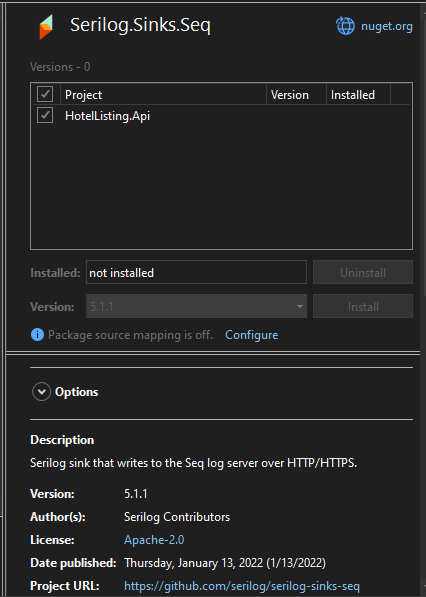 Serilog.Sinks.Seq
nuget.org
Versions - 0
Project Version Installed
HotelListing.Api
Installed: not installed Uninstall
Version: 5.1.1 Install
Package source mapping is off. Configure
Options
Description
Serilog sink that writes to the Seq log server over HTTP/HTTPS.
Version: 5.1.1
Author(s): Serilog Contributors
License: Apache-2.0
Date published: Thursday, January 13, 2022 (1/13/2022)
Project URL: https://github.com/serilog/serilog-sinks-seq